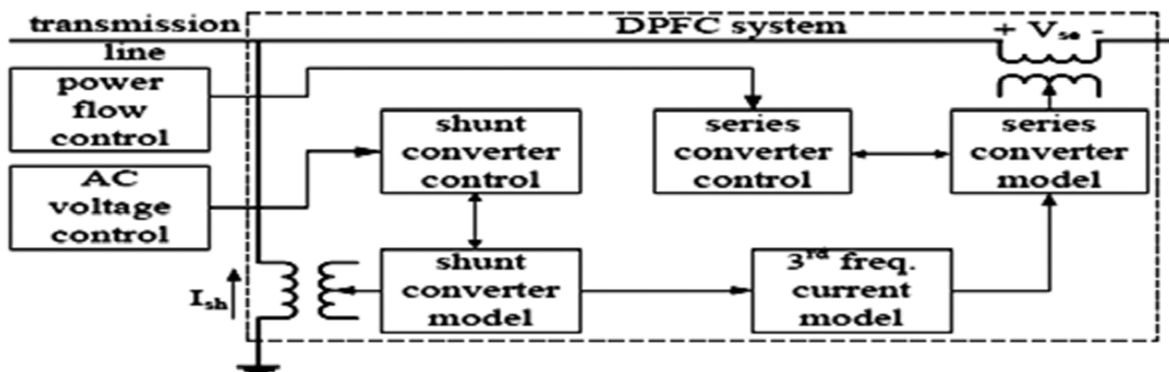 transmission
line
DPFC system
+ Vse -
power
flow
control
shunt
converter
control
series
converter
control
series
converter
model
AC
voltage
control
Ish
shunt
converter
model
3rd freq.
current
model